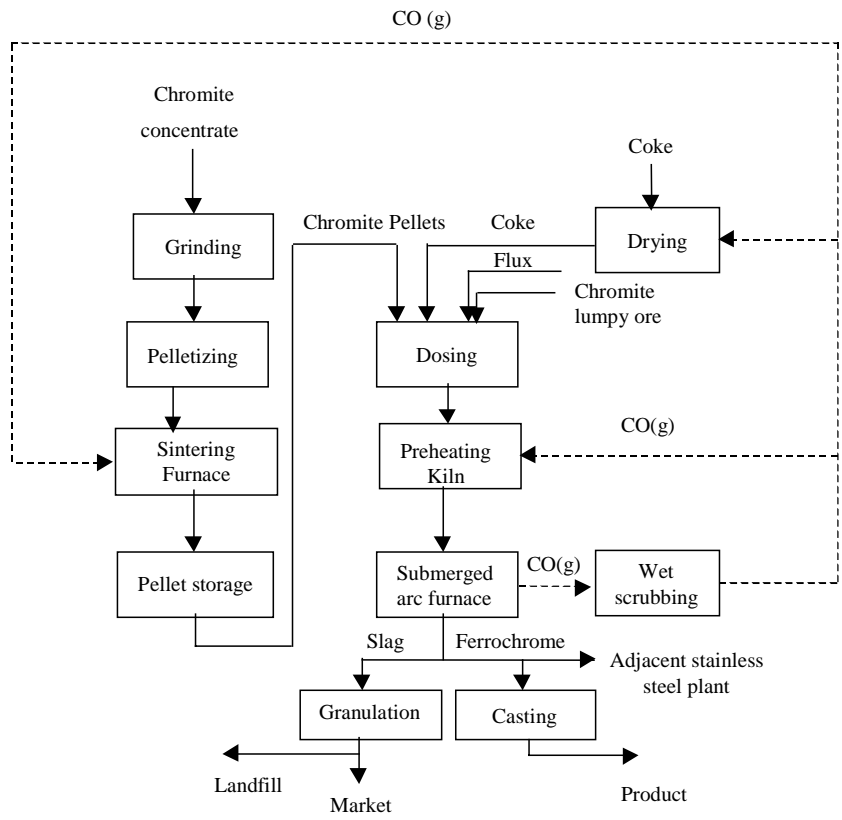 CO (g)
Chromite
concentrate
Coke
Chromite Pellets
Coke
Grinding
Drying
Flux
Chromite
lumpy ore
Pelletizing
Dosing
CO(g)
Sintering
Furnace
Preheating
Kiln
CO(g)
Pellet storage
Submerged
arc furnace
Wet
scrubbing
Slag
Ferrochrome
Adjacent stainless
steel plant
Granulation
Casting
Landfill
Market
Product